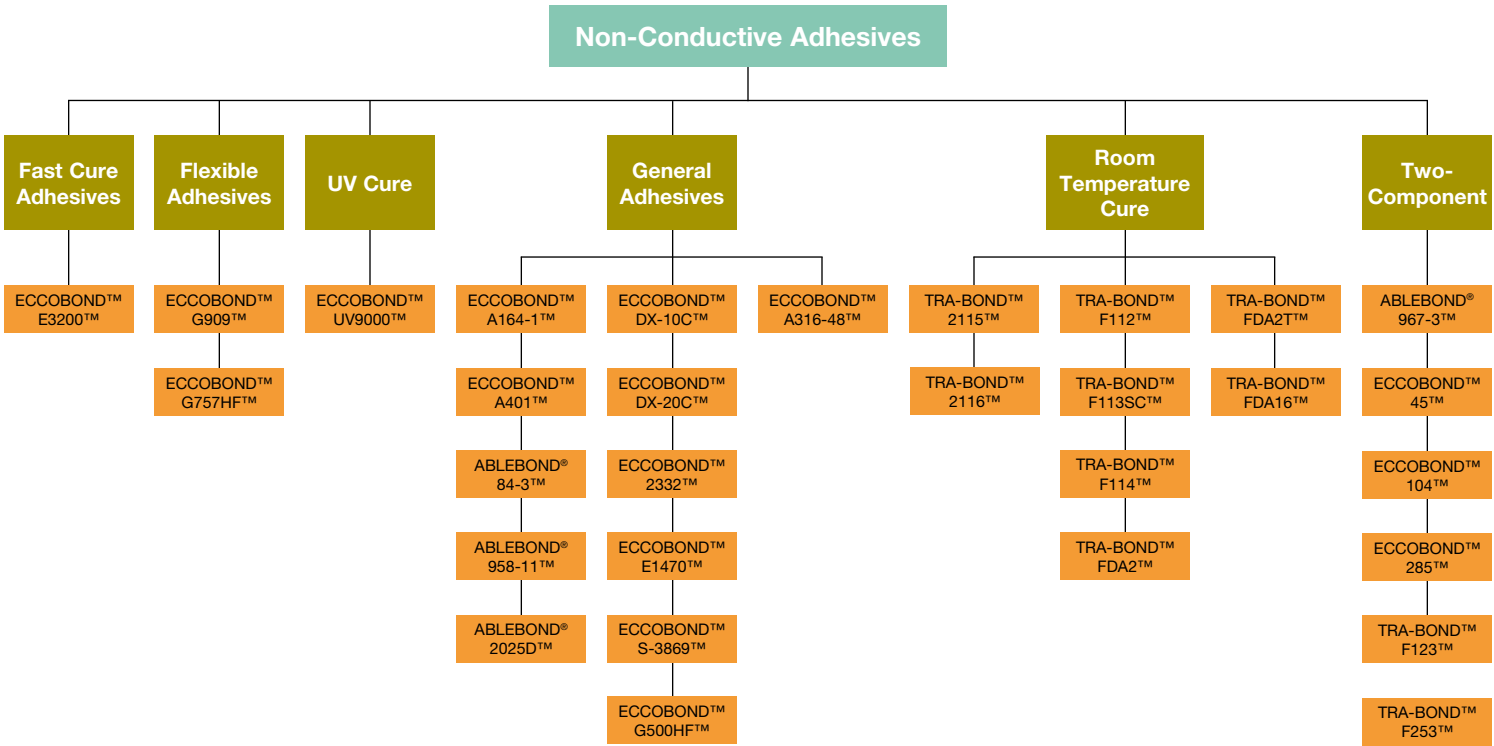 Non-Conductive Adhesives
Fast Cure
Adhesives
Flexible
Adhesives
UV Cure
General
Adhesives
Room
Temperature
Cure
Two-
Component
ECCOBOND™
E3200™
ECCOBOND™
G909™
ECCOBOND™
G757HF™
ECCOBOND™
UV9000™
ECCOBOND™
A164-1™
ECCOBOND™
A401™
ABLEBOND®
84-3™
ABLEBOND®
958-11™
ABLEBOND®
2025D™
ECCOBOND™
DX-10C™
ECCOBOND™
DX-20C™
ECCOBOND™
2332™
ECCOBOND™
E1470™
ECCOBOND™
S-3869™
ECCOBOND™
G500HF™
ECCOBOND™
A316-48™
TRA-BOND™
2115™
TRA-BOND™
2116™
TRA-BOND™
F112™
TRA-BOND™
F113SC™
TRA-BOND™
F114™
TRA-BOND™
FDA2™
TRA-BOND™
FDA2T™
TRA-BOND™
FDA16™
ABLEBOND®
967-3™
ECCOBOND™
45™
ECCOBOND™
104™
ECCOBOND™
285™
TRA-BOND™
F123™
TRA-BOND™
F253™